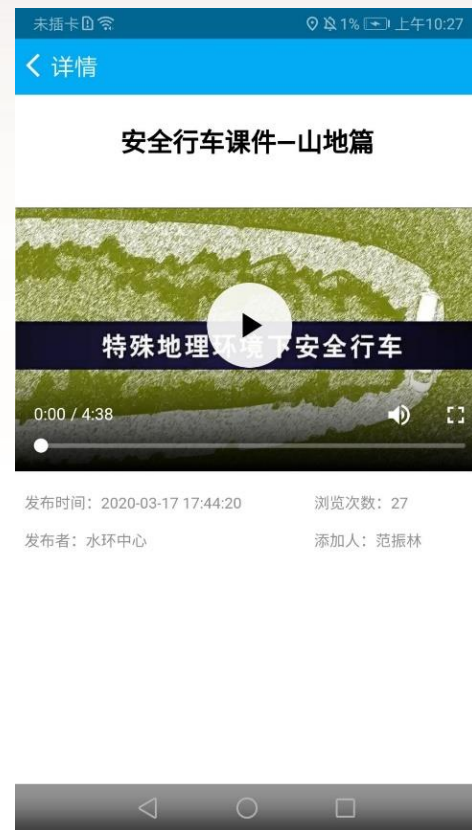 未插卡 1% 上午10:27
详情
安全行车课件—山地篇
特殊地理环境下安全行车
0:00 / 4:38
发布时间：2020-03-17 17:44:20 浏览次数：27
发布者：水环中心 添加人：范振林